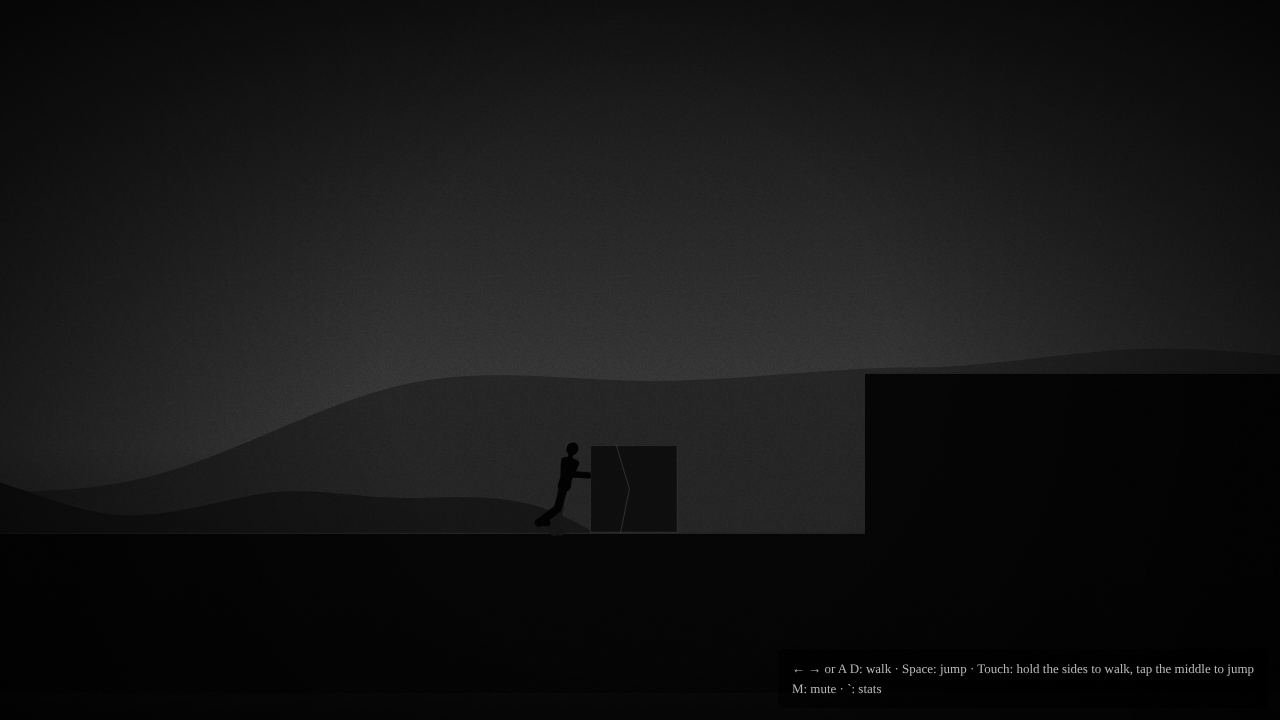 ← → or A D: walk · Space: jump · Touch: hold the sides to walk, tap the middle to jump
M: mute · `: stats